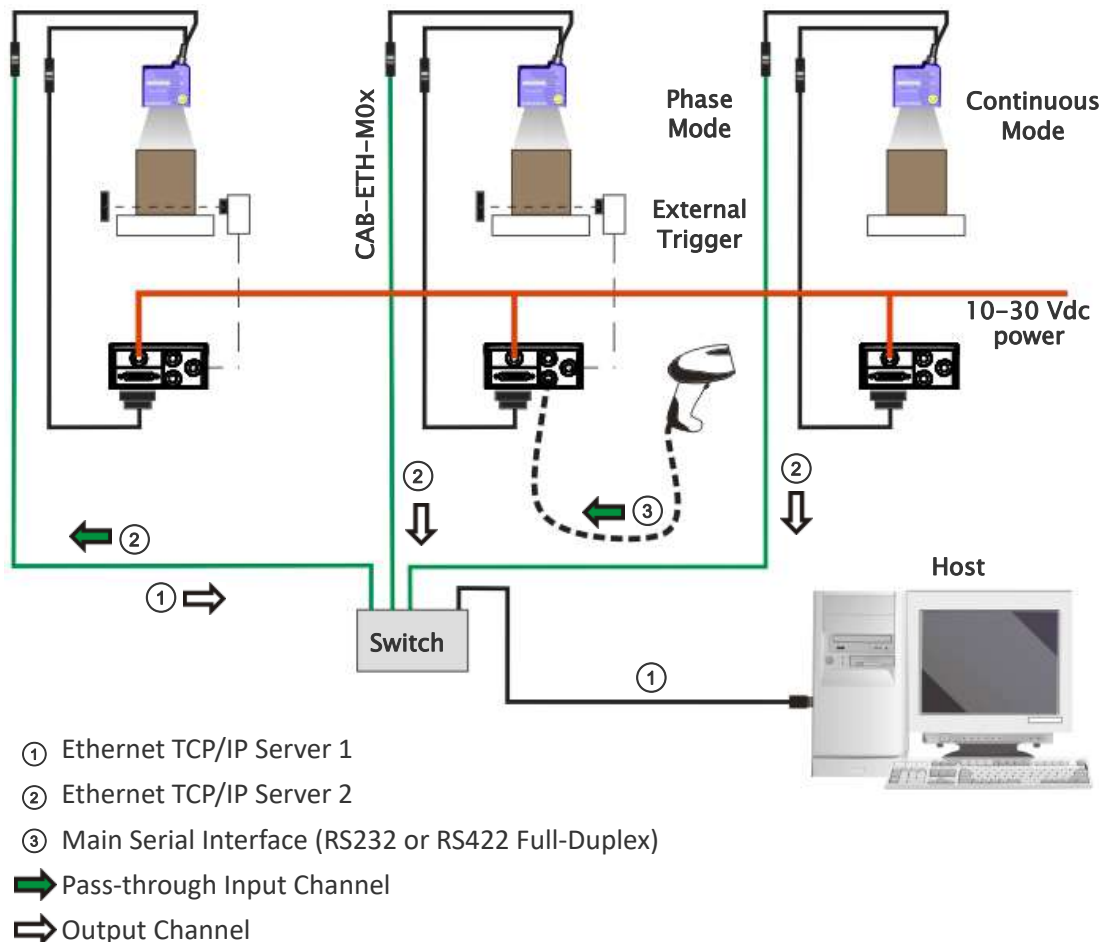 CAB-ETH-M0x
Phase
Mode
Continuous
Mode
External
Trigger
10-30 Vdc
power
②
②
③
②
①
Host
Switch
①
① Ethernet TCP/IP Server 1
② Ethernet TCP/IP Server 2
③ Main Serial Interface (RS232 or RS422 Full-Duplex)
Pass-through Input Channel
Output Channel